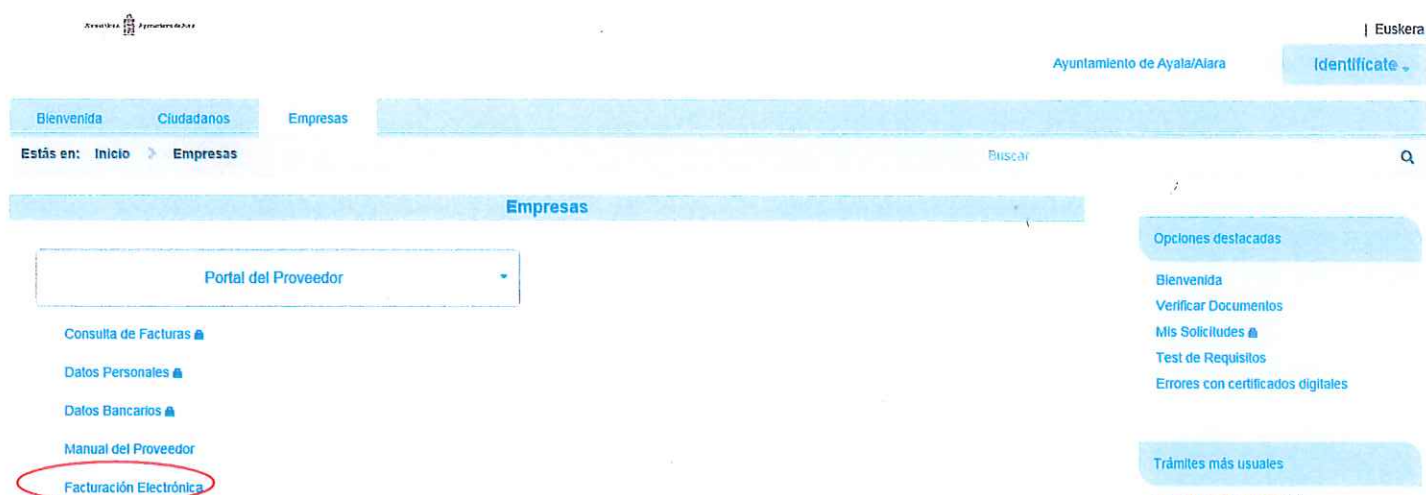 | Euskera
Ayuntamiento de Ayala/Aiara
Identifícate
Bienvenida Ciudadanos Empresas
Estás en: Inicio > Empresas
Buscar
Empresas
Portal del Proveedor
Consulta de Facturas
Datos Personales
Datos Bancarios
Manual del Proveedor
Facturación Electrónica
Opciones destacadas
Bienvenida
Verificar Documentos
Mis Solicitudes
Test de Requisitos
Errores con certificados digitales
Trámites más usuales